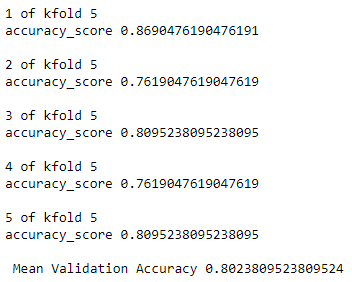 1 of kfold 5
accuracy_score 0.8690476190476191
2 of kfold 5
accuracy_score 0.7619047619047619
3 of kfold 5
accuracy_score 0.8095238095238095
4 of kfold 5
accuracy_score 0.7619047619047619
5 of kfold 5
accuracy_score 0.8095238095238095
Mean Validation Accuracy 0.8023809523809524